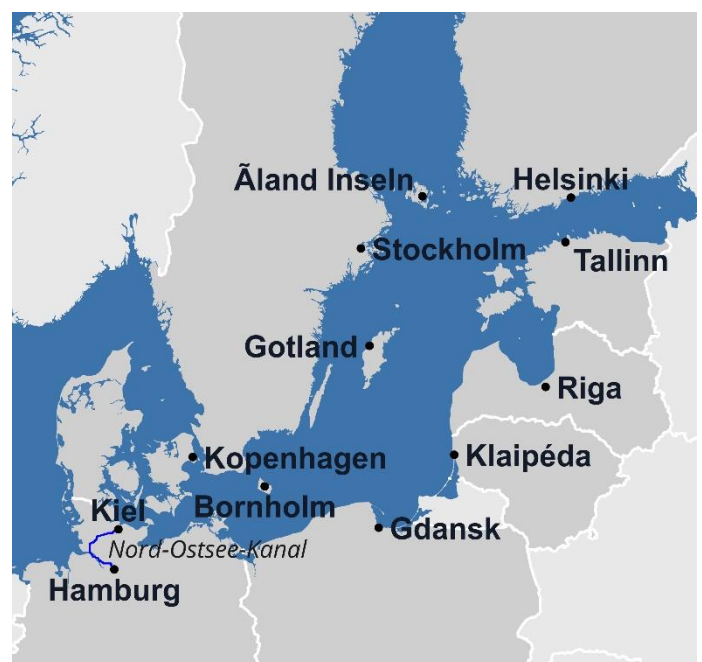 Ãland Inseln
Helsinki
Stockholm
Tallinn
Gotland
Riga
Kopenhagen
Klaipéda
Bornholm
Kiel
Gdansk
Nord-Ostsee-Kanal
Hamburg